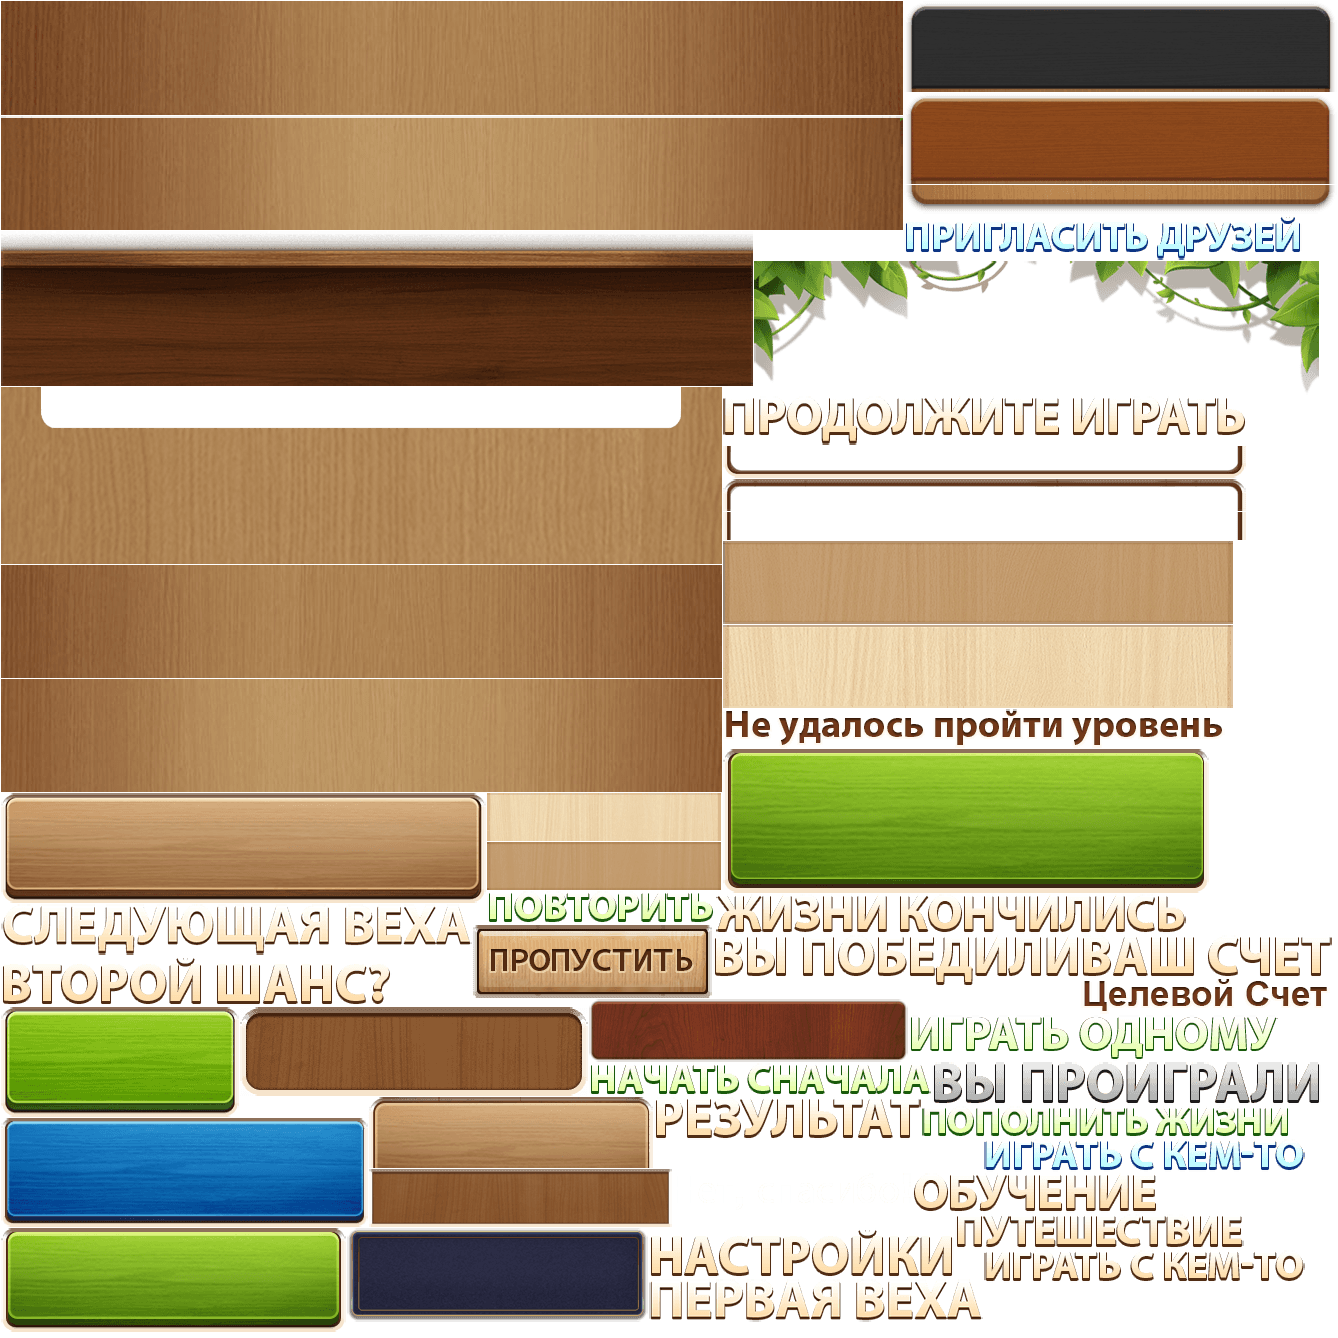 ПРИГЛАСИТЬ ДРУЗЕЙ
ПРОДОЛЖИТЕ ИГРАТЬ
Не удалось пройти уровень
ПОВТОРИТЬ
ЖИЗНИ КОНЧИЛИСЬ
СЛЕДУЮЩАЯ ВЕХА
ПРОПУСТИТЬ
ВЫ ПОБЕДИЛИ
ВАШ СЧЕТ
ВТОРОЙ ШАНС?
Целевой Счет
ИГРАТЬ ОДНОМУ
НАЧАТЬ СНАЧАЛА
ВЫ ПРОИГРАЛИ
РЕЗУЛЬТАТ
ПОПОЛНИТЬ ЖИЗНИ
ИГРАТЬ С КЕМ-ТО
ОБУЧЕНИЕ
ПУТЕШЕСТВИЕ
НАСТРОЙКИ
ИГРАТЬ С КЕМ-ТО
ПЕРВАЯ ВЕХА